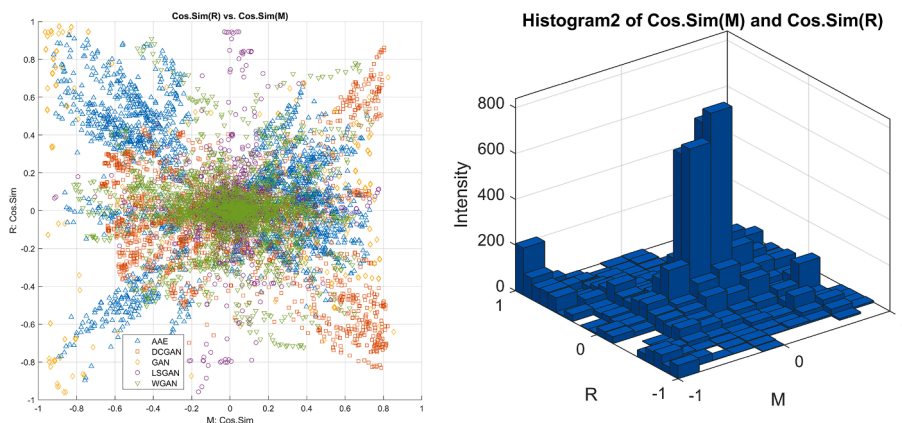 Cos.Sim(R) vs. Cos.Sim(M)
1
0.8
0.6
0.4
0.2
0
-0.2
-0.4
-0.6
-0.8
-1
R: Cos.Sim
AAE
DCGAN
GAN
LSGAN
WGAN
-1 -0.8 -0.6 -0.4 -0.2 0 0.2 0.4 0.6 0.8 1
M: Cos.Sim
Histogram2 of Cos.Sim(M) and Cos.Sim(R)
800
600
400
200
0
Intensity
1
0
-1
R
-1
0
M